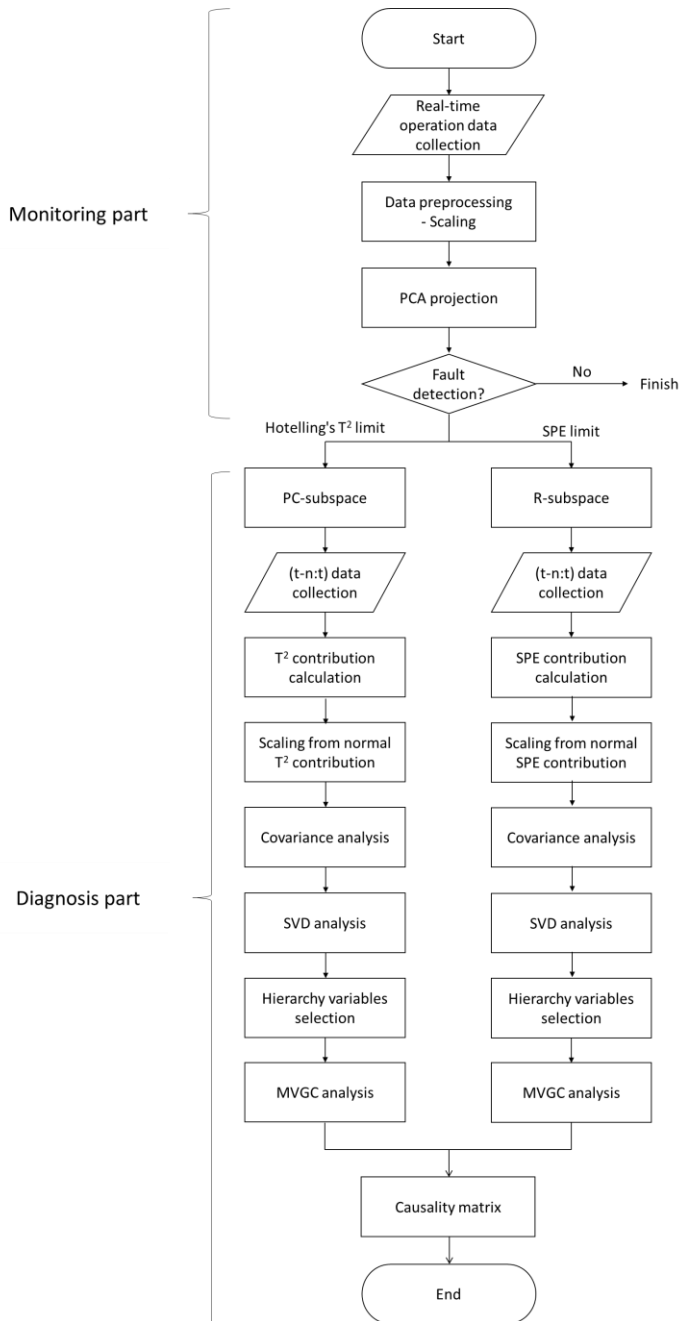 Start
Real-time
operation data
collection
Monitoring part
Data preprocessing
- Scaling
PCA projection
Fault
detection?
No
Finish
Hotelling's T² limit
SPE limit
PC-subspace
R-subspace
(t-n:t) data
collection
(t-n:t) data
collection
T² contribution
calculation
SPE contribution
calculation
Scaling from normal
T² contribution
Scaling from normal
SPE contribution
Covariance analysis
Covariance analysis
Diagnosis part
SVD analysis
SVD analysis
Hierarchy variables
selection
Hierarchy variables
selection
MVGC analysis
MVGC analysis
Causality matrix
End